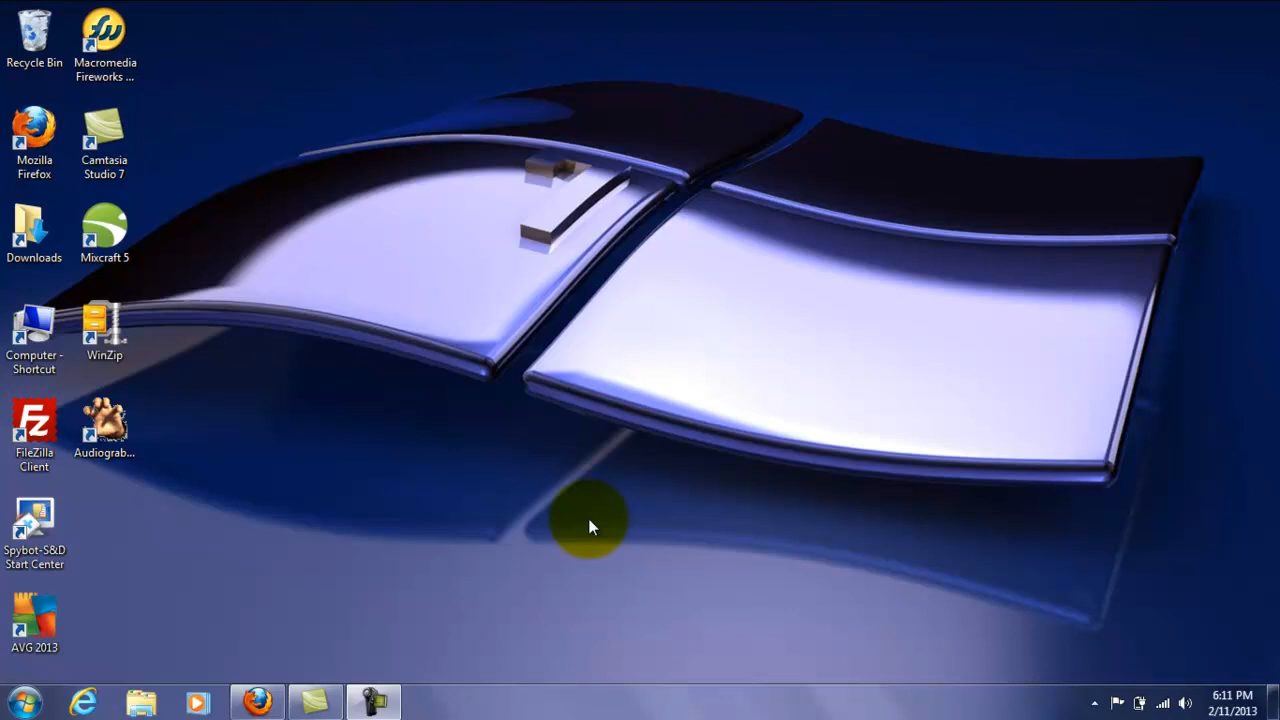 Recycle Bin
Macromedia
Fireworks ...
Mozilla
Firefox
Camtasia
Studio 7
Downloads
Mixcraft 5
Computer -
Shortcut
WinZip
FileZilla
Client
Audiograb...
Spybot-S&D
Start Center
AVG 2013
6:11 PM
2/11/2013